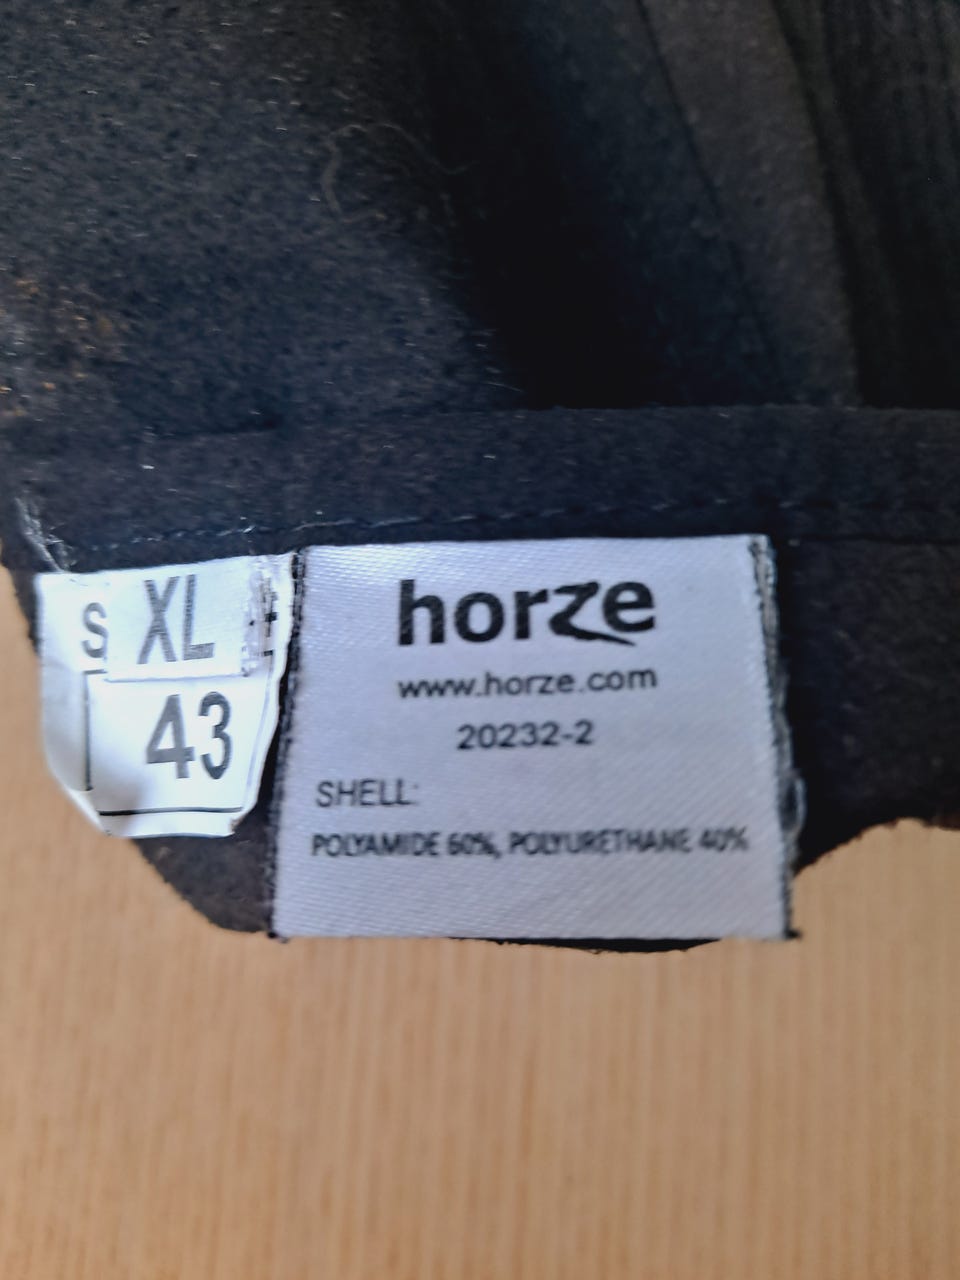 S
XL
43
horze
www.horze.com
20232-2
SHELL:
POLYAMIDE 60%, POLYURETHANE 40%